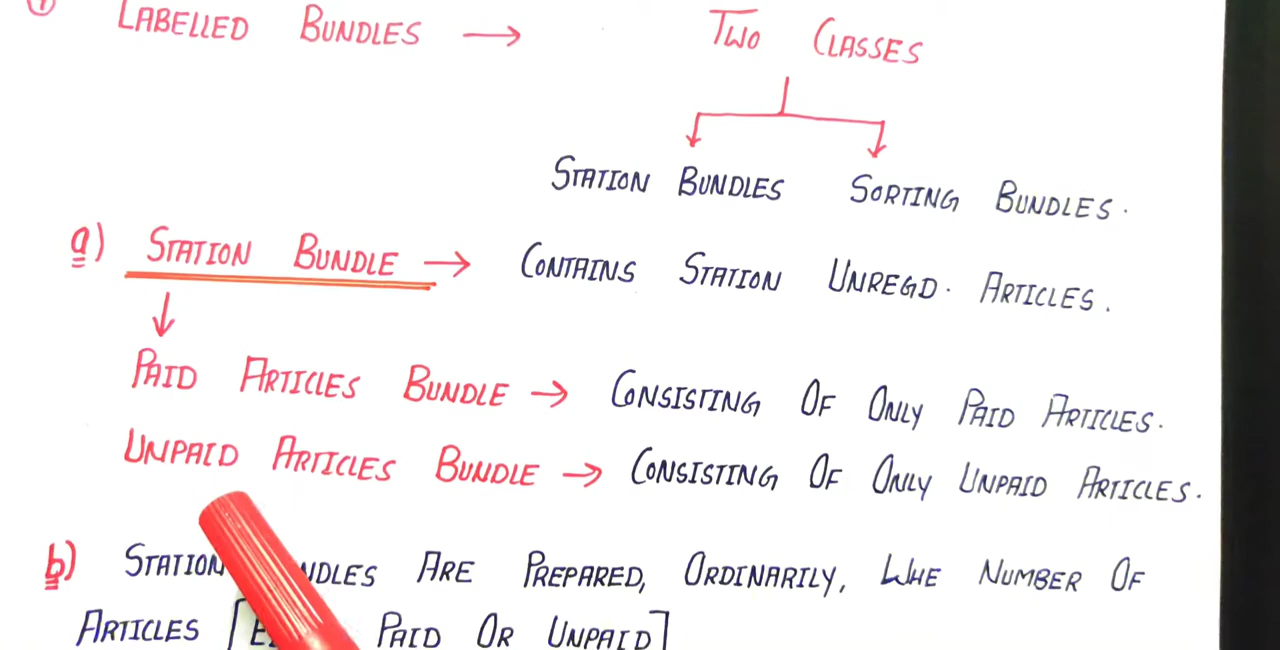 ① LABELLED BUNDLES → TWO CLASSES
STATION BUNDLES SORTING BUNDLES.
a) STATION BUNDLE → CONTAINS STATION UNREGD. ARTICLES.
PAID ARTICLES BUNDLE → CONSISTING OF ONLY PAID ARTICLES.
UNPAID ARTICLES BUNDLE → CONSISTING OF ONLY UNPAID ARTICLES.
b) STATION ARE PREPARED, ORDINARILY, NUMBER OF
ARTICLES [ PAID OR UNPAID]